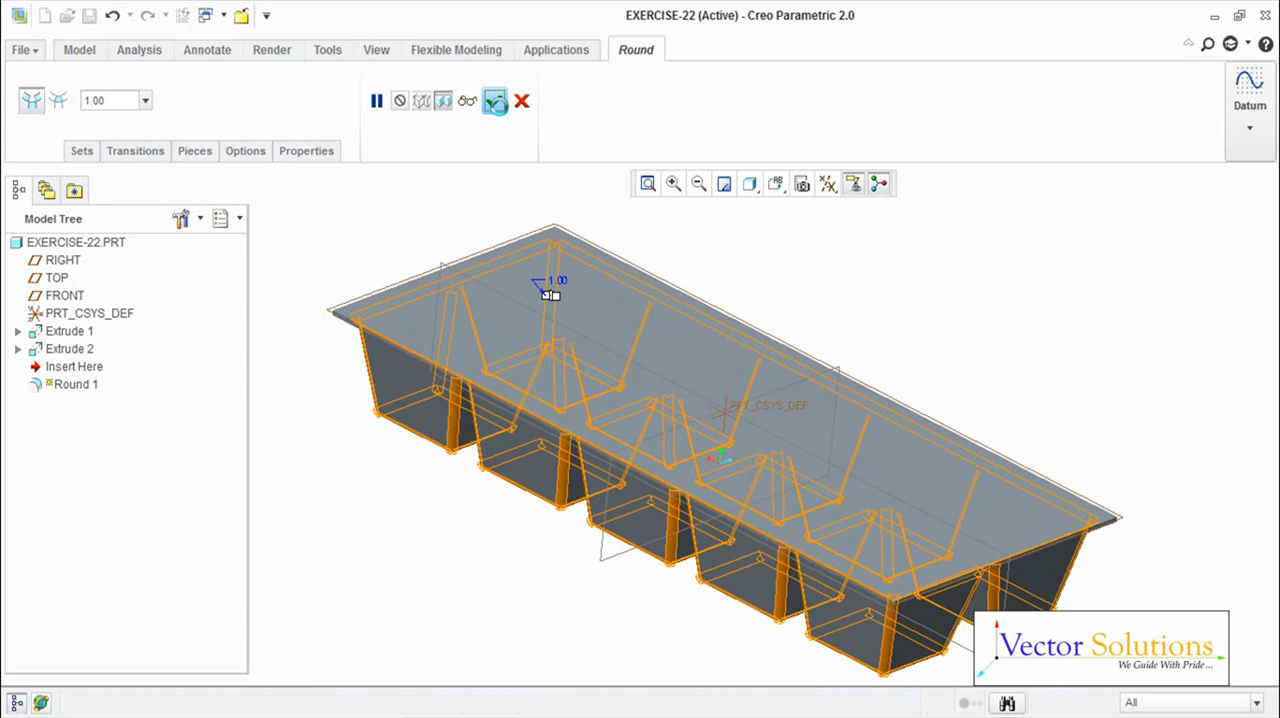 EXERCISE-22 (Active) - Creo Parametric 2.0
File Model Analysis Annotate Render Tools View Flexible Modeling Applications Round
1.00
Datum
Sets Transitions Pieces Options Properties
Model Tree
EXERCISE-22.PRT
RIGHT
TOP
FRONT
PRT_CSYS_DEF
Extrude 1
Extrude 2
Insert Here
Round 1
1.00
PRT_CSYS_DEF
Vector Solutions
We Guide With Pride...
All